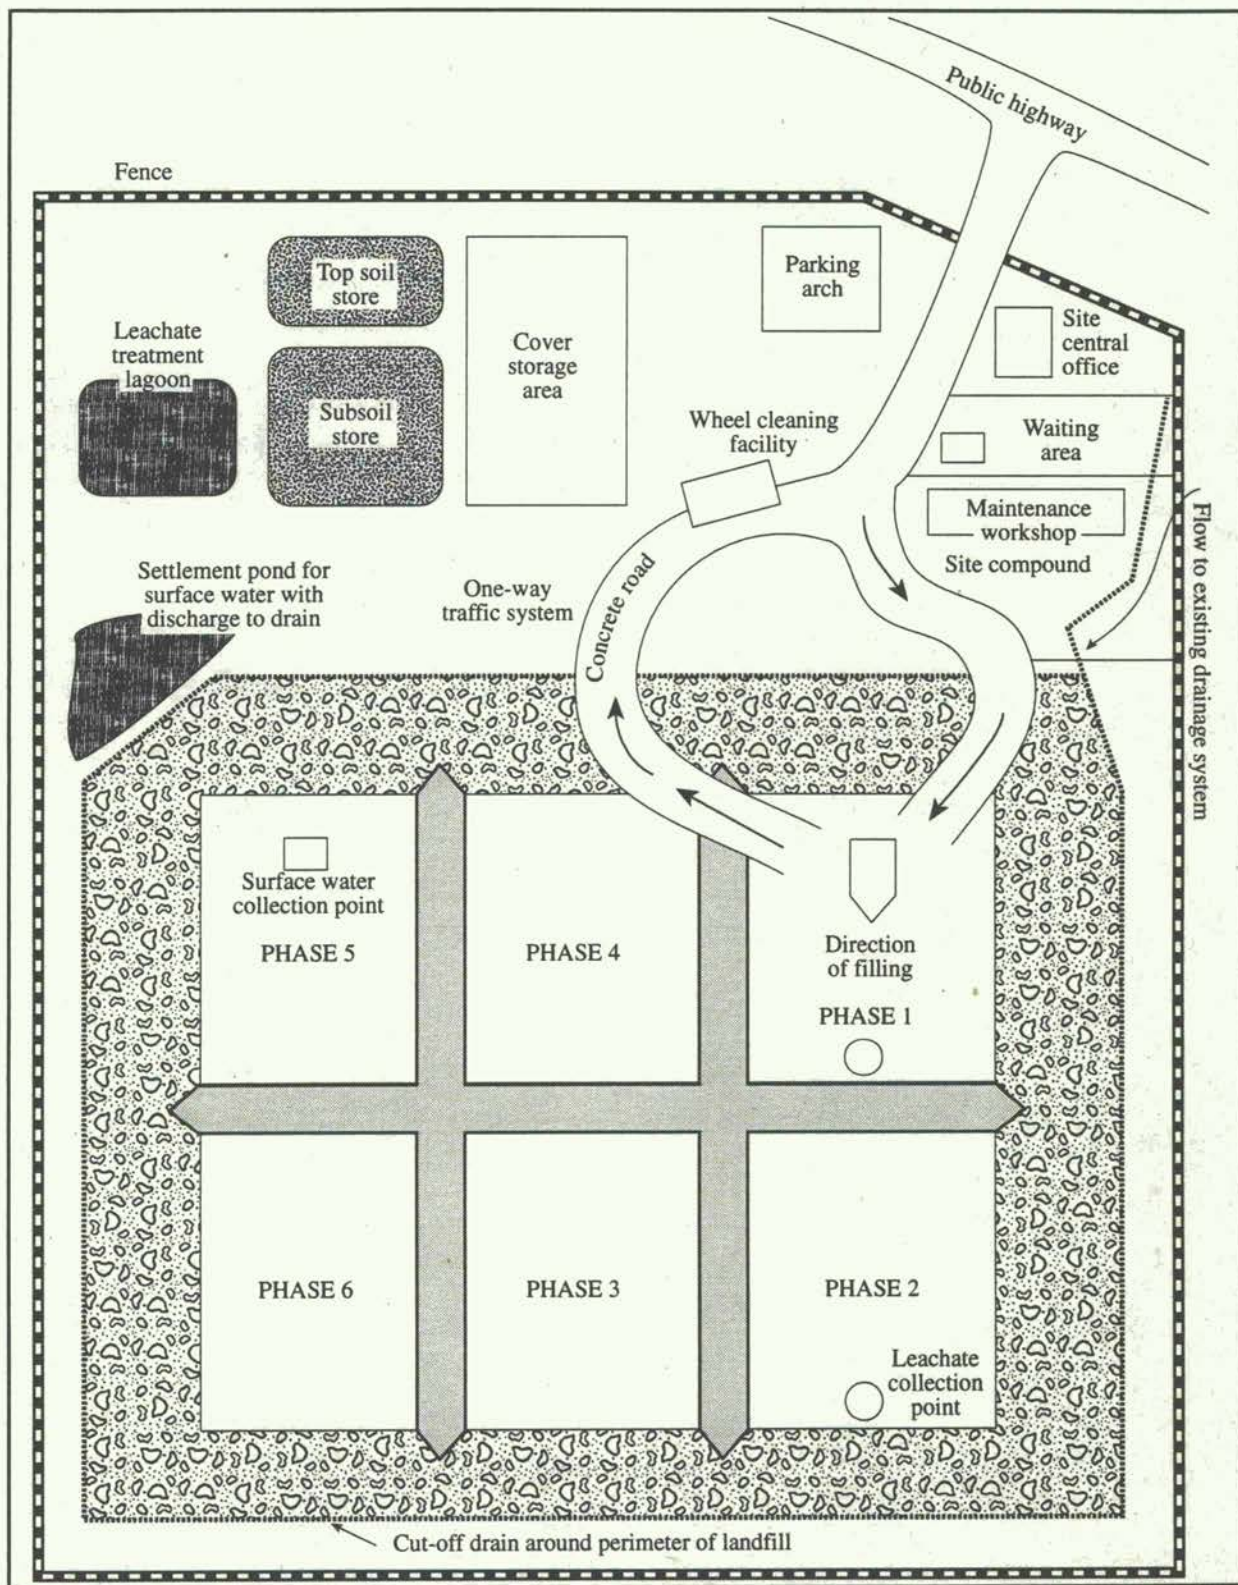 Public highway
Fence
Top soil
store
Parking
arch
Cover
storage
area
Site
central
office
Leachate
treatment
lagoon
Subsoil
store
Wheel cleaning
facility
Waiting
area
Maintenance
workshop
Site compound
Flow to existing drainage system
Settlement pond for
surface water with
discharge to drain
One-way
traffic system
Concrete road
Surface water
collection point
PHASE 5
PHASE 4
Direction
of filling
PHASE 1
PHASE 6
PHASE 3
PHASE 2
Leachate
collection
point
Cut-off drain around perimeter of landfill